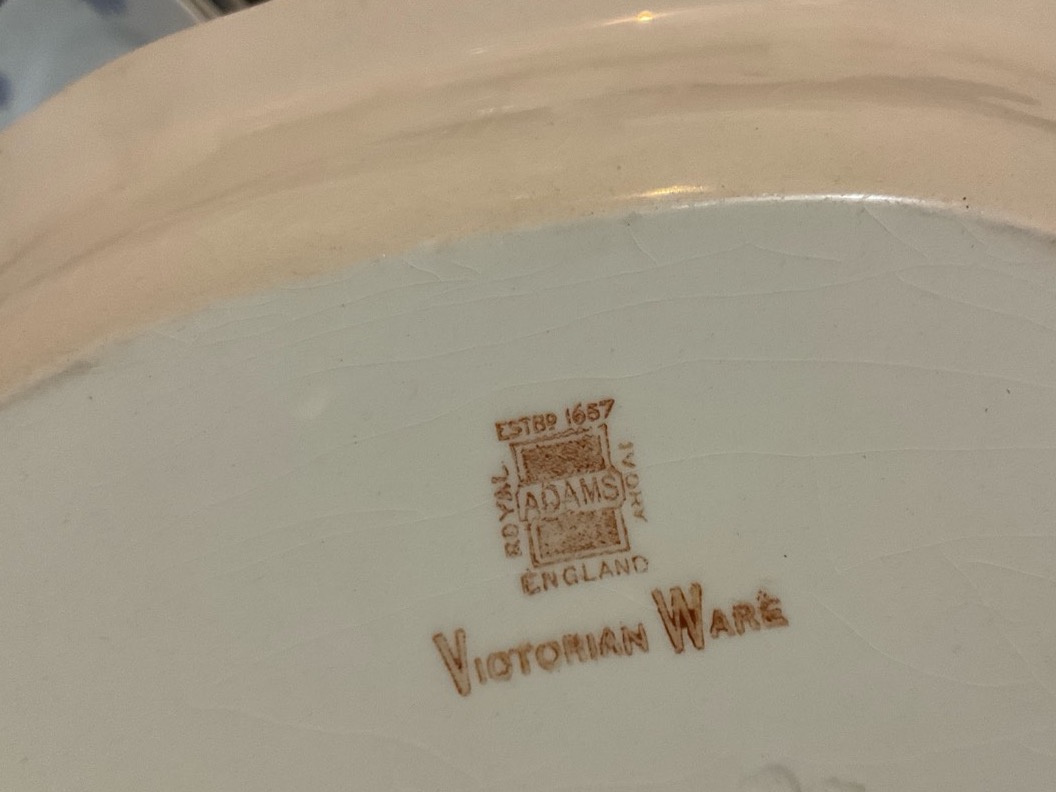 ESTBD 1657
ROYAL
ADAMS
IVORY
ENGLAND
VICTORIAN WARE